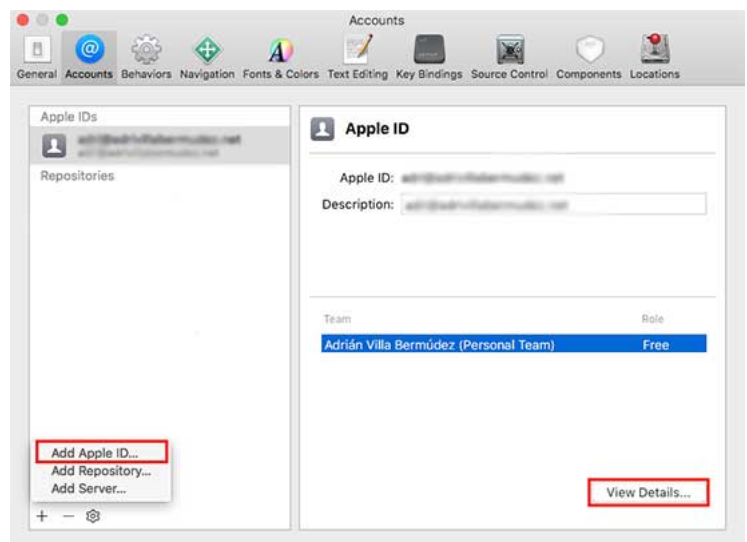 Accounts
General Accounts Behaviors Navigation Fonts & Colors Text Editing Key Bindings Source Control Components Locations
Apple IDs
Repositories
Apple ID
Apple ID:
Description:
Team Role
Adrián Villa Bermúdez (Personal Team) Free
Add Apple ID...
Add Repository...
Add Server...
View Details...